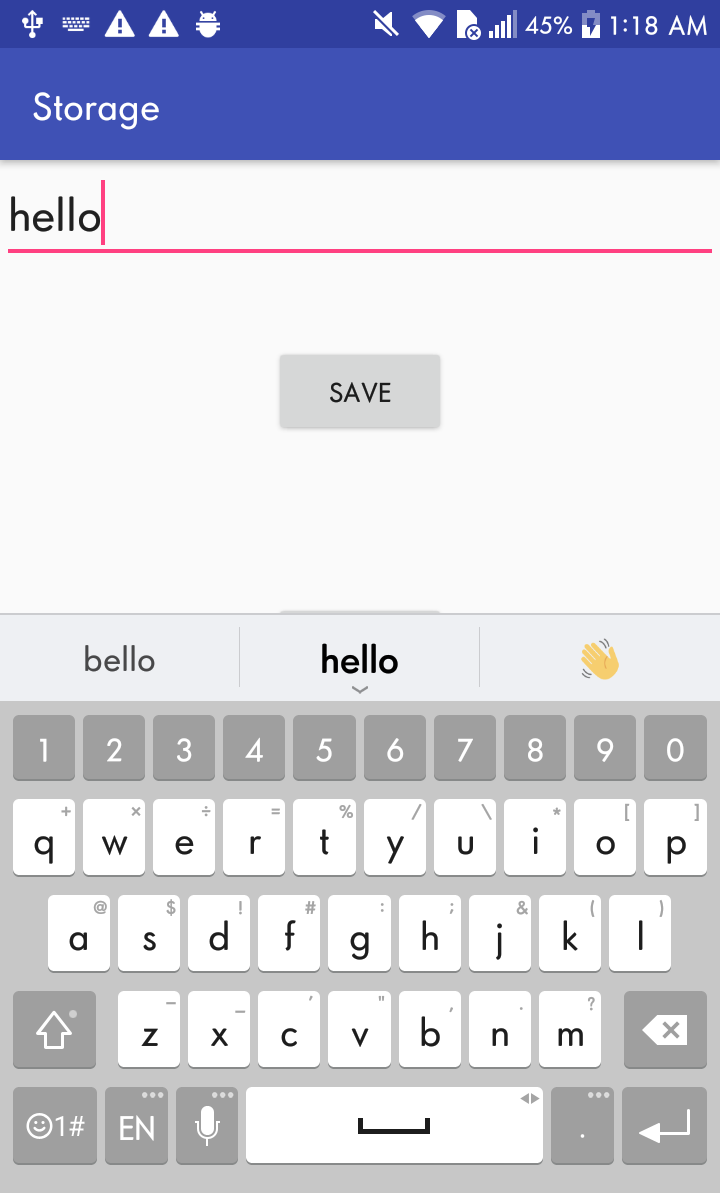 45% 1:18 AM
Storage
hello
SAVE
bello hello
1 2 3 4 5 6 7 8 9 0
+ × ÷ = % / \ * [ ]
q w e r t y u i o p
@ $ ! # : ; & ( )
a s d f g h j k l
– _ ' " , . ?
z x c v b n m
1# EN .